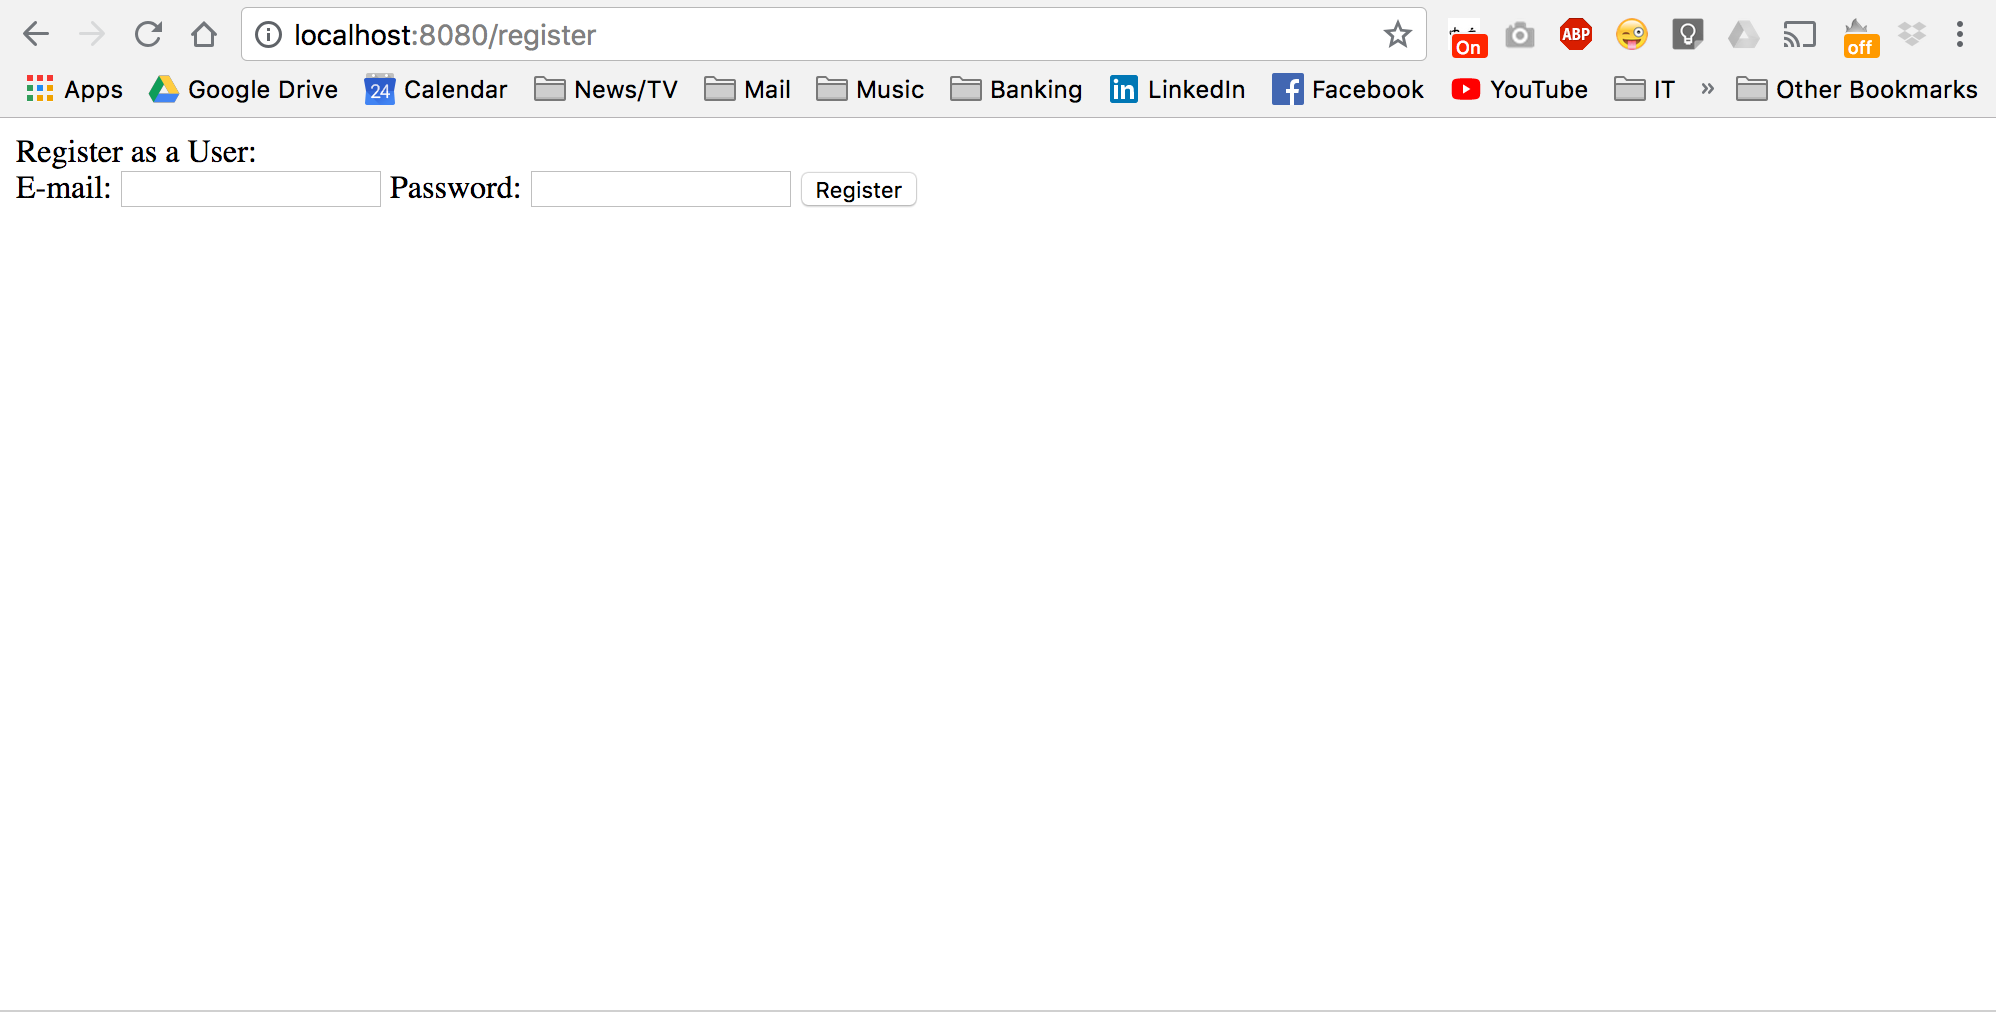 localhost:8080/register
On
ABP
off
Apps Google Drive 24 Calendar News/TV Mail Music Banking in LinkedIn f Facebook YouTube IT » Other Bookmarks
Register as a User:
E-mail: Password: Register